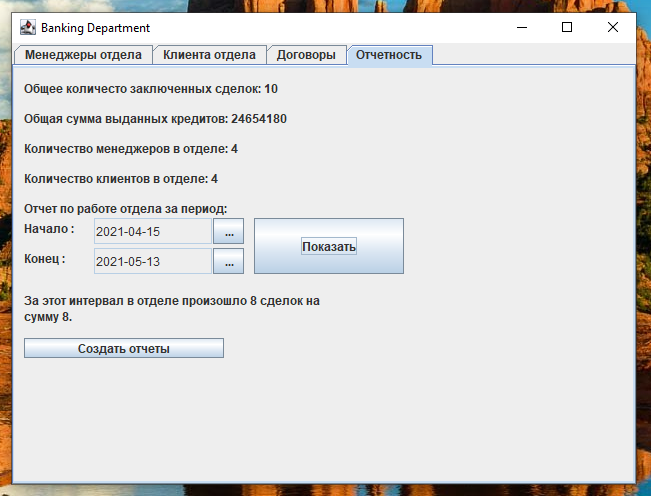 Banking Department
Менеджеры отдела Клиента отдела Договоры Отчетность
Общее количесто заключенных сделок: 10
Общая сумма выданных кредитов: 24654180
Количество менеджеров в отделе: 4
Количество клиентов в отделе: 4
Отчет по работе отдела за период:
Начало : 2021-04-15 ... Показать
Конец : 2021-05-13 ...
За этот интервал в отделе произошло 8 сделок на
сумму 8.
Создать отчеты